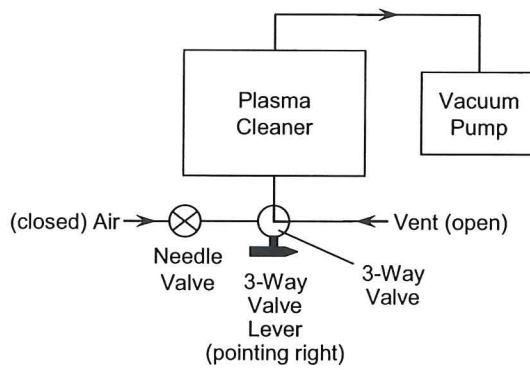 Plasma
Cleaner
Vacuum
Pump
(closed) Air
Vent (open)
Needle
Valve
3-Way
Valve
Lever
(pointing right)
3-Way
Valve